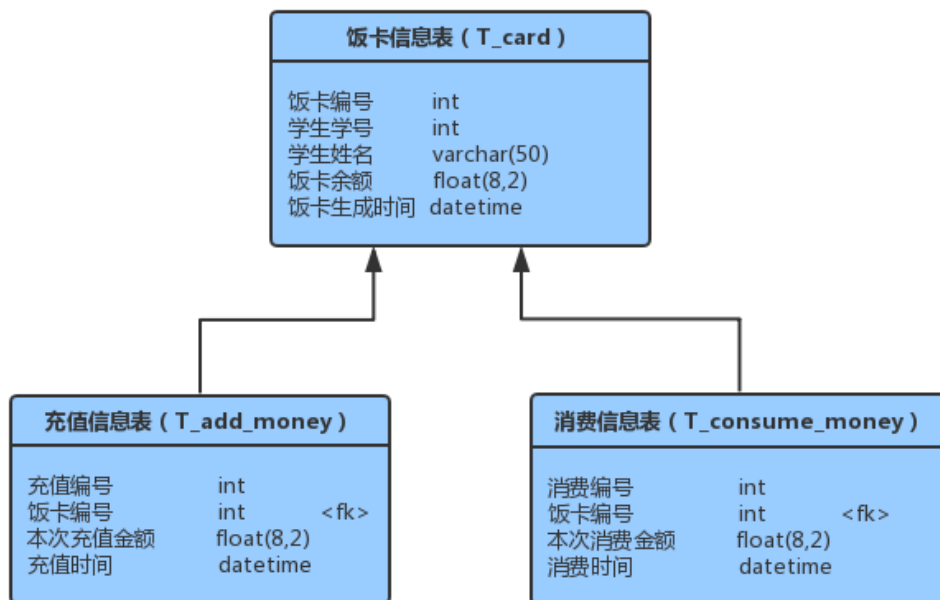 饭卡信息表（T_card）
饭卡编号 int
学生学号 int
学生姓名 varchar(50)
饭卡余额 float(8,2)
饭卡生成时间 datetime
充值信息表（T_add_money）
充值编号 int
饭卡编号 int <fk>
本次充值金额 float(8,2)
充值时间 datetime
消费信息表（T_consume_money）
消费编号 int
饭卡编号 int <fk>
本次消费金额 float(8,2)
消费时间 datetime